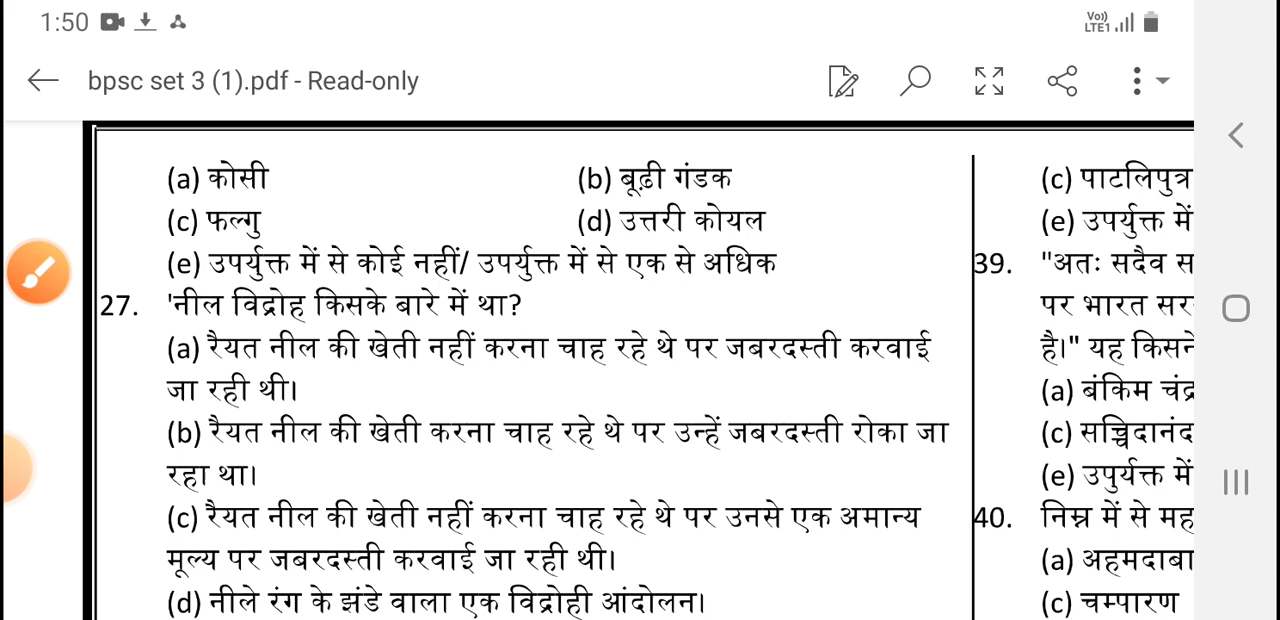 1:50
Vo)) LTE1
bpsc set 3 (1).pdf - Read-only
(a) कोसी (b) बूढ़ी गंडक
(c) फल्गु (d) उत्तरी कोयल
(e) उपर्युक्त में से कोई नहीं/ उपर्युक्त में से एक से अधिक
27. 'नील विद्रोह किसके बारे में था?
(a) रैयत नील की खेती नहीं करना चाह रहे थे पर जबरदस्ती करवाई
जा रही थी।
(b) रैयत नील की खेती करना चाह रहे थे पर उन्हें जबरदस्ती रोका जा
रहा था।
(c) रैयत नील की खेती नहीं करना चाह रहे थे पर उनसे एक अमान्य
मूल्य पर जबरदस्ती करवाई जा रही थी।
(d) नीले रंग के झंडे वाला एक विद्रोही आंदोलन।
(c) पाटलिपुत्र
(e) उपर्युक्त में
39. "अतः सदैव स
पर भारत सर
है।" यह किसने
(a) बंकिम चंद्र
(c) सच्चिदानंद
(e) उपुर्यक्त में
40. निम्न में से मह
(a) अहमदाबा
(c) चम्पारण